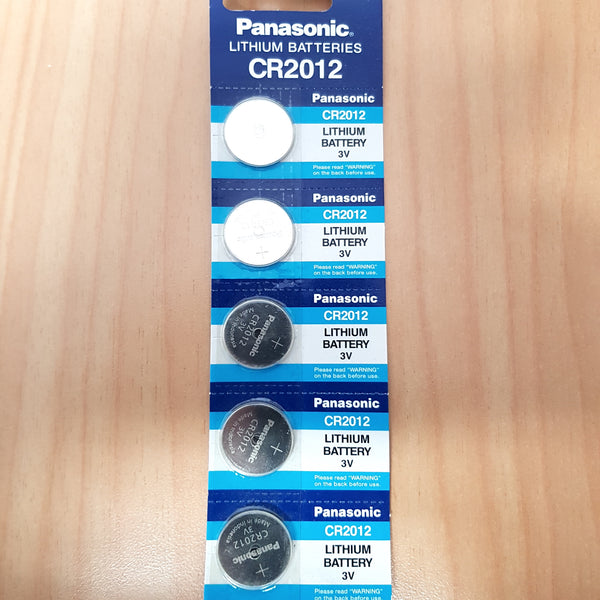 Panasonic®
LITHIUM BATTERIES
CR2012
Panasonic
CR2012
LITHIUM
BATTERY
3V
Please read "WARNING"
on the back before use.
Panasonic
CR2012
LITHIUM
BATTERY
3V
Please read "WARNING"
on the back before use.
+
Panasonic
CR2012
LITHIUM
BATTERY
3V
Please read "WARNING"
on the back before use.
+
Panasonic
CR2012
3V
Made in Indonesia
Panasonic
CR2012
LITHIUM
BATTERY
3V
Please read "WARNING"
on the back before use.
+
Panasonic
CR2012
3V
Made in Indonesia
Panasonic
CR2012
LITHIUM
BATTERY
3V
Please read "WARNING"
on the back before use.
Made in Indonesia
3V
CR2012
Panasonic
+